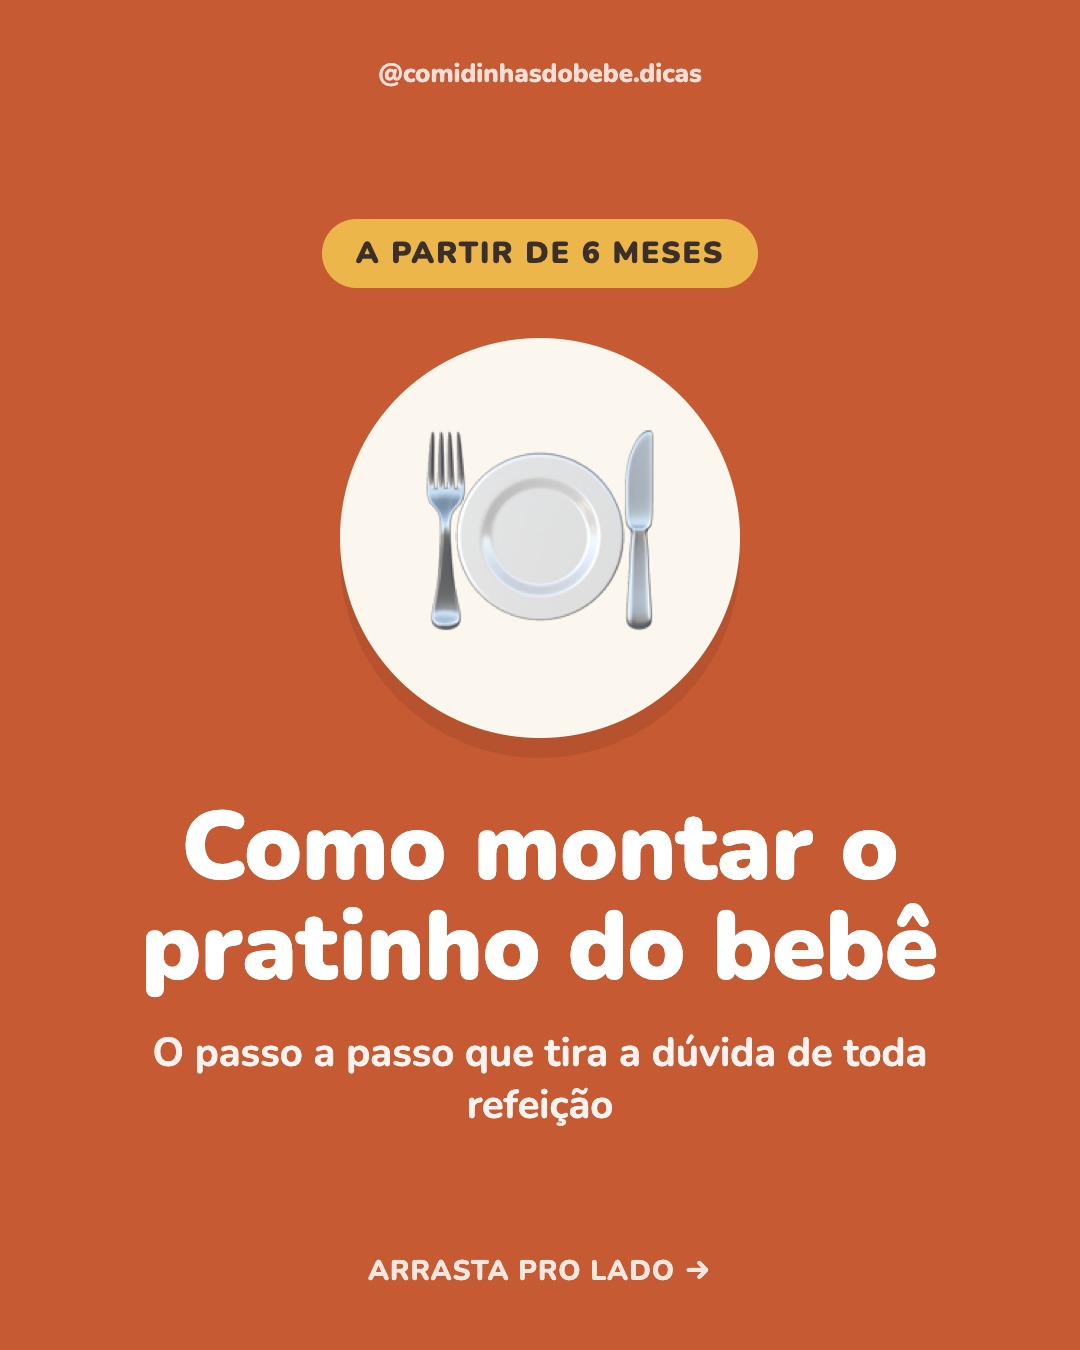 @comidinhasdobebe.dicas
A PARTIR DE 6 MESES
Como montar o
pratinho do bebê
O passo a passo que tira a dúvida de toda
refeição
ARRASTA PRO LADO →